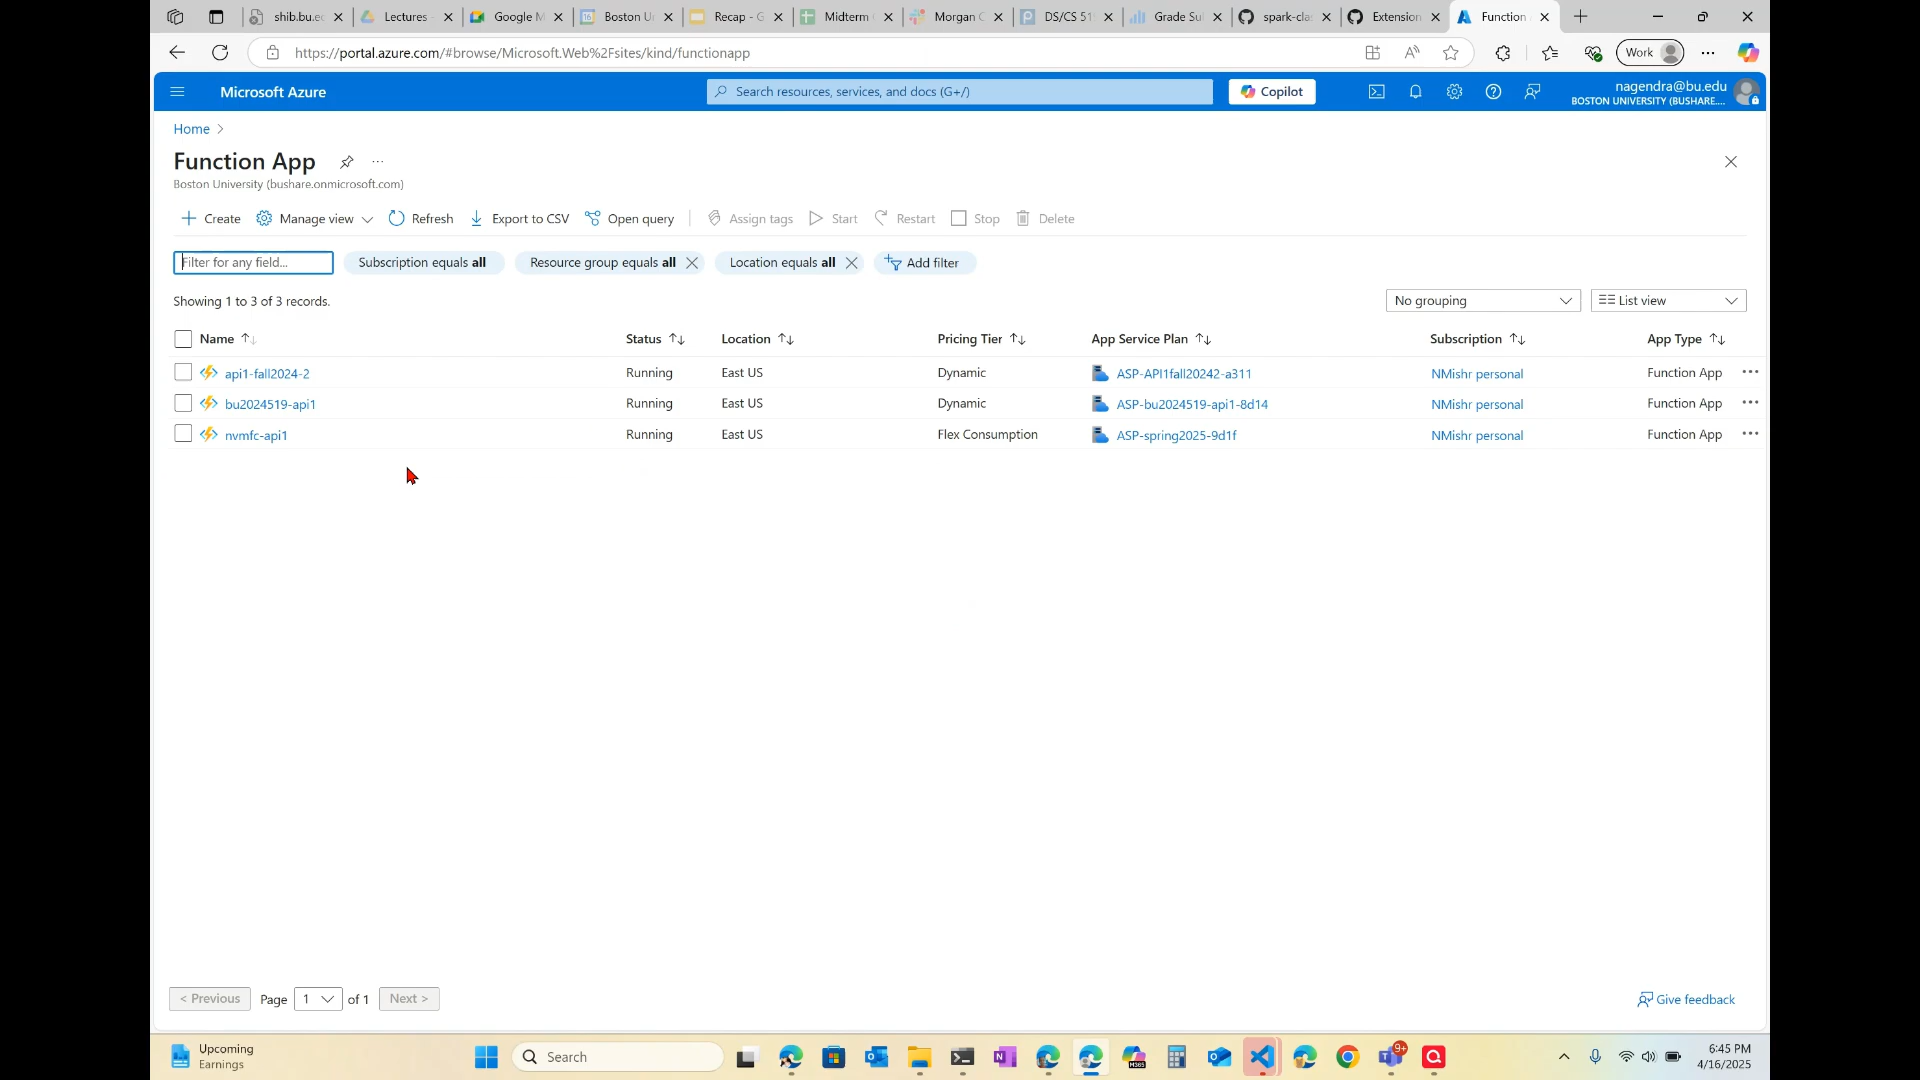 shib.bu.ec
Lectures -
Google M
Boston U
Recap - G
Midterm
Morgan C
DS/CS 51
Grade Su
spark-cla
Extension
Function
https://portal.azure.com/#browse/Microsoft.Web%2Fsites/kind/functionapp
Work
Microsoft Azure
Search resources, services, and docs (G+/)
Copilot
nagendra@bu.edu
BOSTON UNIVERSITY (BUSHARE....
Home
Function App
Boston University (bushare.onmicrosoft.com)
Create Manage view Refresh Export to CSV Open query Assign tags Start Restart Stop Delete
Filter for any field... Subscription equals all Resource group equals all Location equals all Add filter
Showing 1 to 3 of 3 records.
No grouping
List view
Name Status Location Pricing Tier App Service Plan Subscription App Type
api1-fall2024-2 Running East US Dynamic ASP-API1fall20242-a311 NMishr personal Function App
bu2024519-api1 Running East US Dynamic ASP-bu2024519-api1-8d14 NMishr personal Function App
nvmfc-api1 Running East US Flex Consumption ASP-spring2025-9d1f NMishr personal Function App
< Previous Page 1 of 1 Next >
Give feedback
Upcoming
Earnings
Search
M365
9+
6:45 PM
4/16/2025